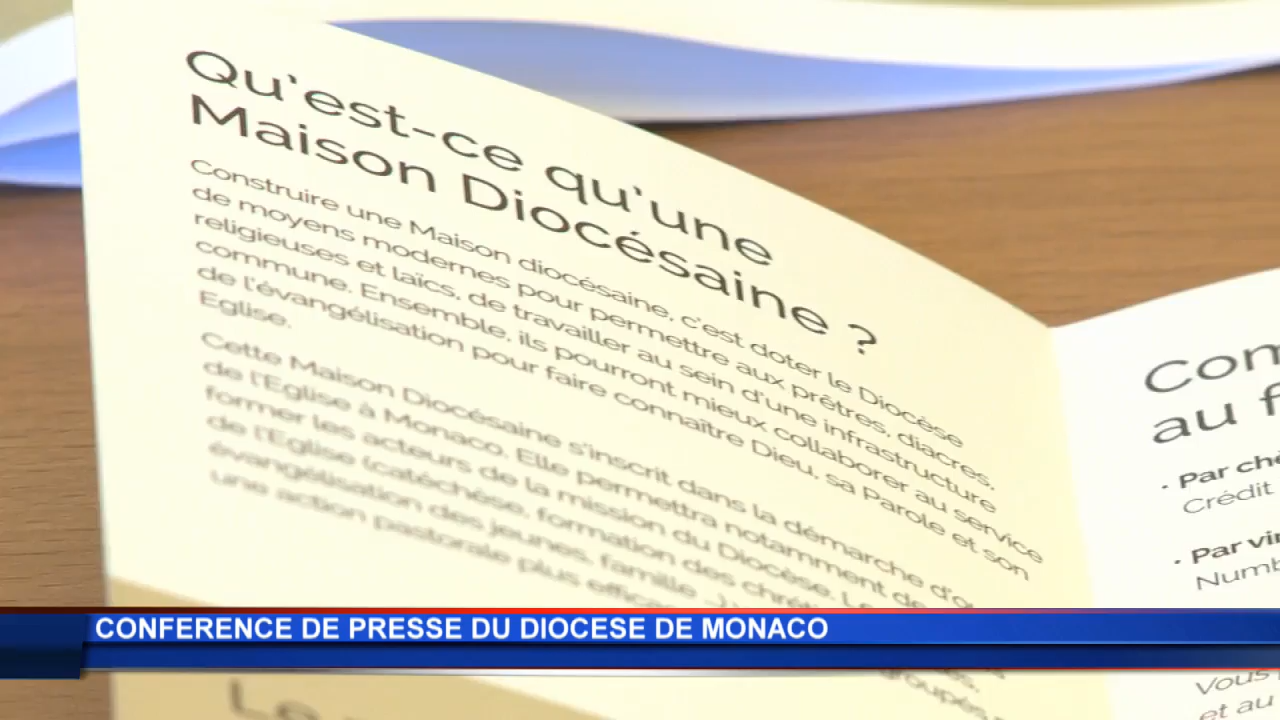 Qu'est-ce qu'une
Maison Diocésaine ?
Construire une Maison diocésaine, c'est doter le Diocèse
de moyens modernes pour permettre aux prêtres, diacres,
religieuses et laïcs, de travailler au sein d'une infrastructure
commune. Ensemble, ils pourront mieux collaborer au service
de l'évangélisation pour faire connaître Dieu, sa Parole et son
Eglise.
Cette Maison Diocésaine s'inscrit dans la démarche
de l'Eglise à Monaco. Elle permettra notamment de
former les acteurs de la mission du Diocèse. Le
de l'Eglise (catéchèse, formation des
évangélisation des jeunes, famille ...)
une action pastorale plus
groupés
Com
au f
• Par ch
Crédit
• Par vi
Numb
CONFERENCE DE PRESSE DU DIOCESE DE MONACO
Vous
et au